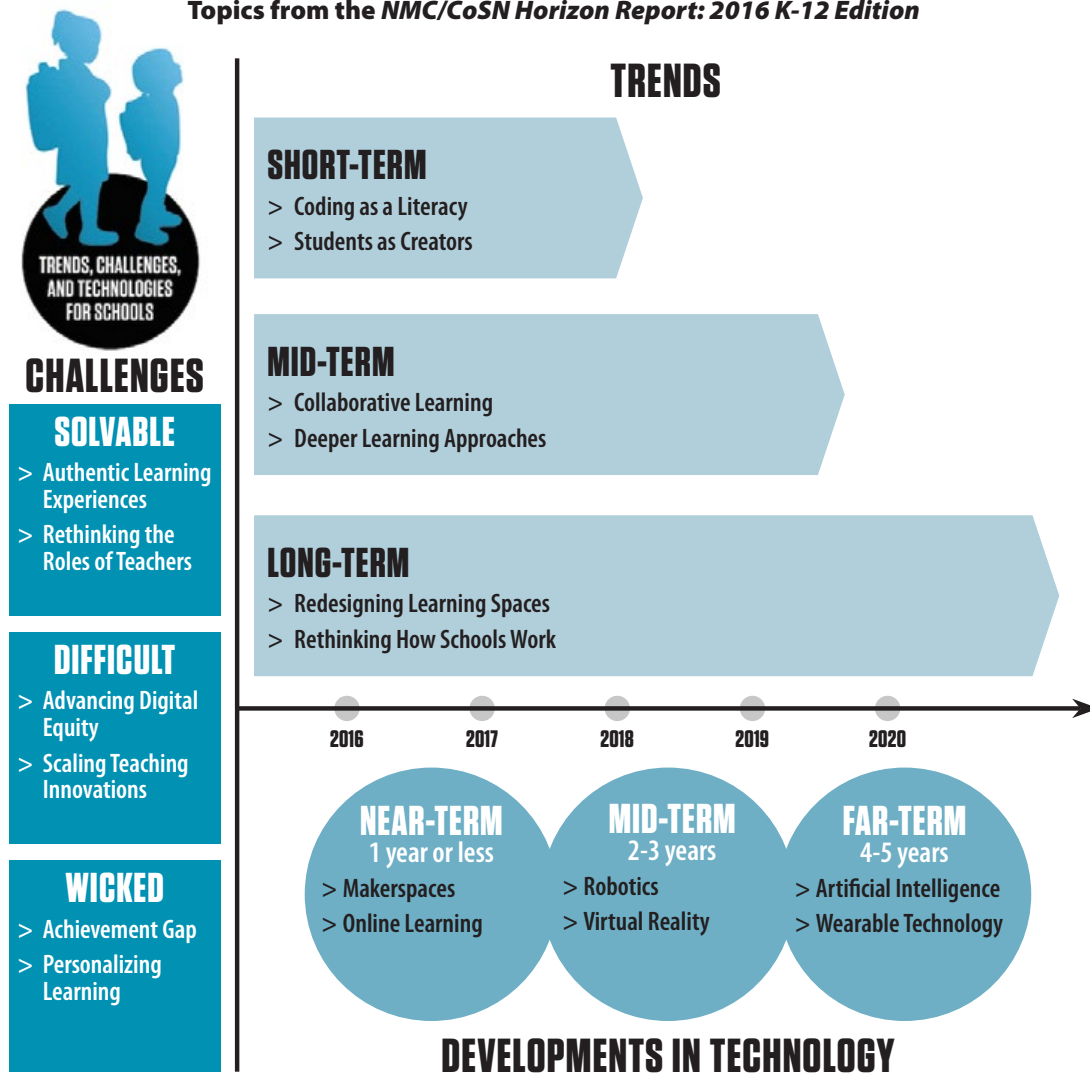 Topics from the NMC/CoSN Horizon Report: 2016 K-12 Edition
TRENDS, CHALLENGES,
AND TECHNOLOGIES
FOR SCHOOLS
CHALLENGES
SOLVABLE
> Authentic Learning
Experiences
> Rethinking the
Roles of Teachers
DIFFICULT
> Advancing Digital
Equity
> Scaling Teaching
Innovations
WICKED
> Achievement Gap
> Personalizing
Learning
TRENDS
SHORT-TERM
> Coding as a Literacy
> Students as Creators
MID-TERM
> Collaborative Learning
> Deeper Learning Approaches
LONG-TERM
> Redesigning Learning Spaces
> Rethinking How Schools Work
2016 2017 2018 2019 2020
NEAR-TERM
1 year or less
> Makerspaces
> Online Learning
MID-TERM
2-3 years
> Robotics
> Virtual Reality
FAR-TERM
4-5 years
> Artificial Intelligence
> Wearable Technology
DEVELOPMENTS IN TECHNOLOGY